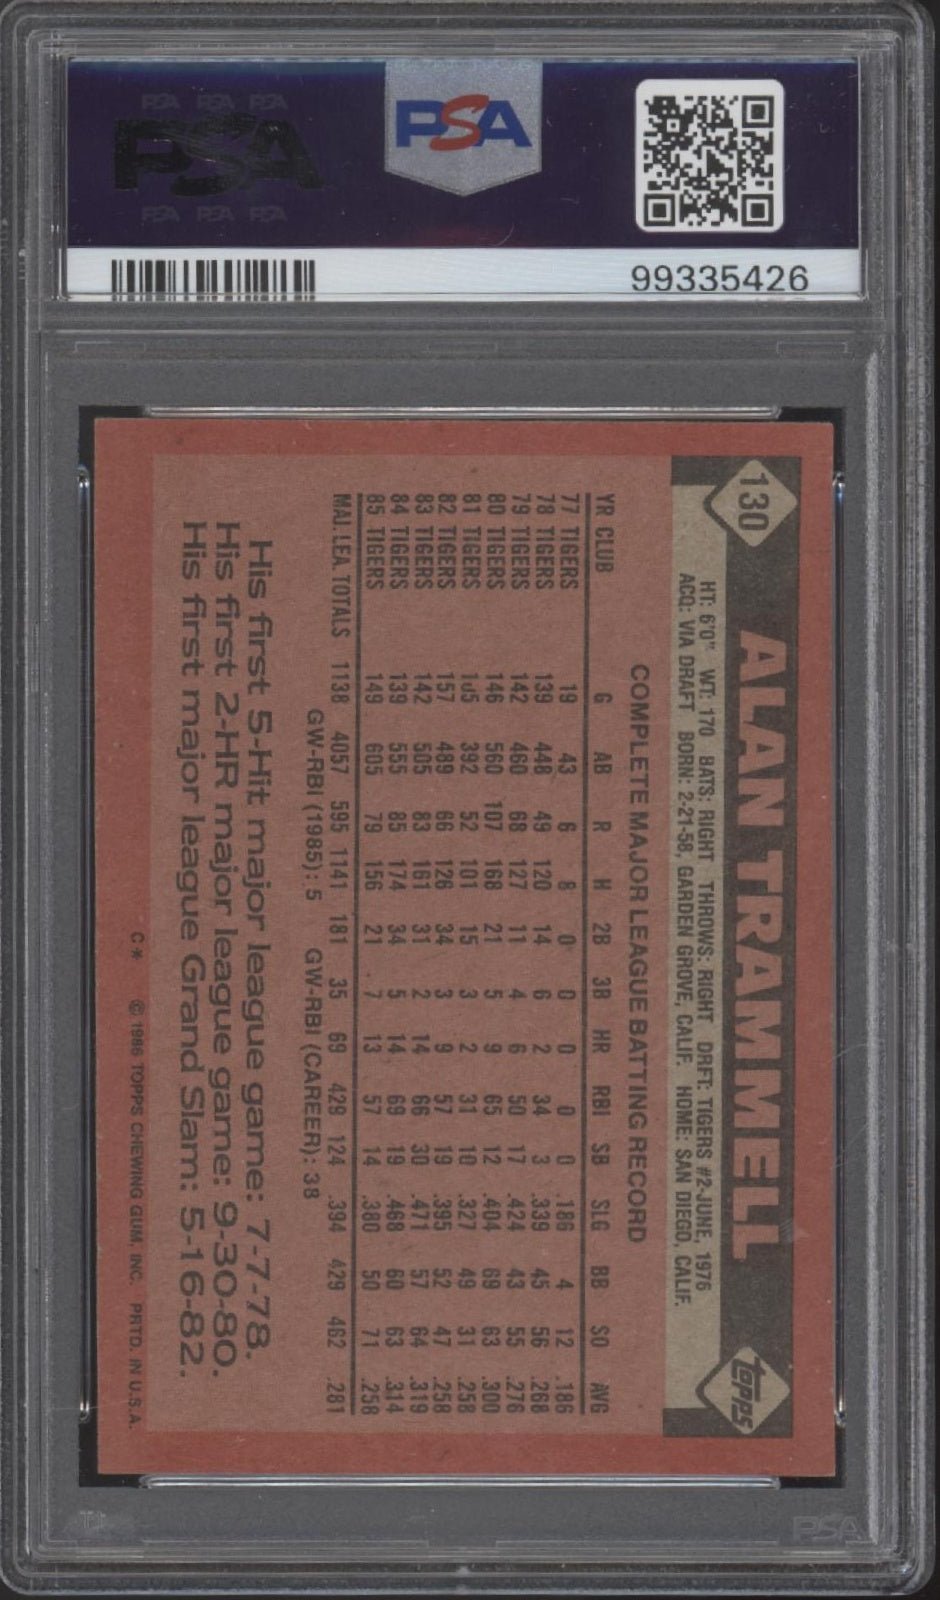 PSA PSA PSA
PSA
PSA PSA PSA
PSA
99335426
130
ALAN TRAMMELL
topps
HT: 6'0" WT: 170 BATS: RIGHT THROWS: RIGHT DRFT: TIGERS #2-JUNE, 1976
ACQ: VIA DRAFT BORN: 2-21-58, GARDEN GROVE, CALIF. HOME: SAN DIEGO, CALIF.
COMPLETE MAJOR LEAGUE BATTING RECORD
YR CLUB G AB R H 2B 3B HR RBI SB SLG BB SO AVG
77 TIGERS 19 43 6 8 0 0 0 0 0 .186 4 12 .186
78 TIGERS 139 448 49 120 14 6 2 34 3 .339 45 56 .268
79 TIGERS 142 460 68 127 11 4 6 50 17 .424 43 55 .276
80 TIGERS 146 560 107 168 21 5 9 65 12 .404 69 63 .300
81 TIGERS 105 392 52 101 15 3 2 31 10 .327 49 31 .258
82 TIGERS 157 489 66 126 34 3 9 57 19 .395 52 47 .258
83 TIGERS 142 505 83 161 31 2 14 66 30 .471 57 64 .319
84 TIGERS 139 555 85 174 34 5 14 69 19 .468 60 63 .314
85 TIGERS 149 605 79 156 21 7 13 57 14 .380 50 71 .258
MAJ. LEA. TOTALS 1138 4057 595 1141 181 35 69 429 124 .394 429 462 .281
GW-RBI (1985): 5 GW-RBI (CAREER): 38
His first 5-Hit major league game: 7-7-78.
His first 2-HR major league game: 9-30-80.
His first major league Grand Slam: 5-16-82.
C* © 1986 TOPPS CHEWING GUM, INC. PRTD. IN U.S.A.
PSA